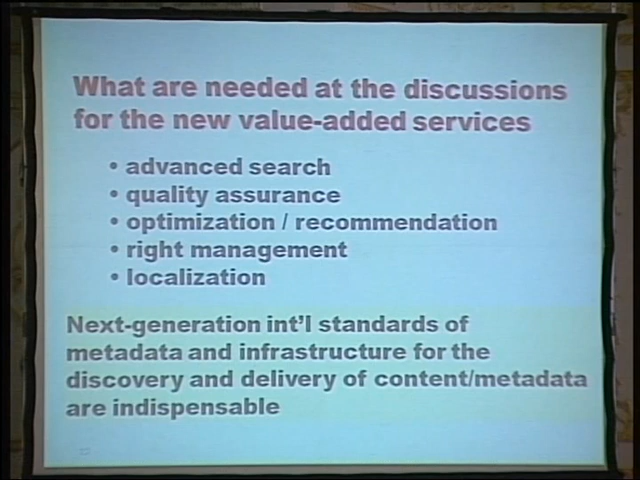 What are needed at the discussions
for the new value-added services
• advanced search
• quality assurance
• optimization / recommendation
• right management
• localization
Next-generation int'l standards of
metadata and infrastructure for the
discovery and delivery of content/metadata
are indispensable